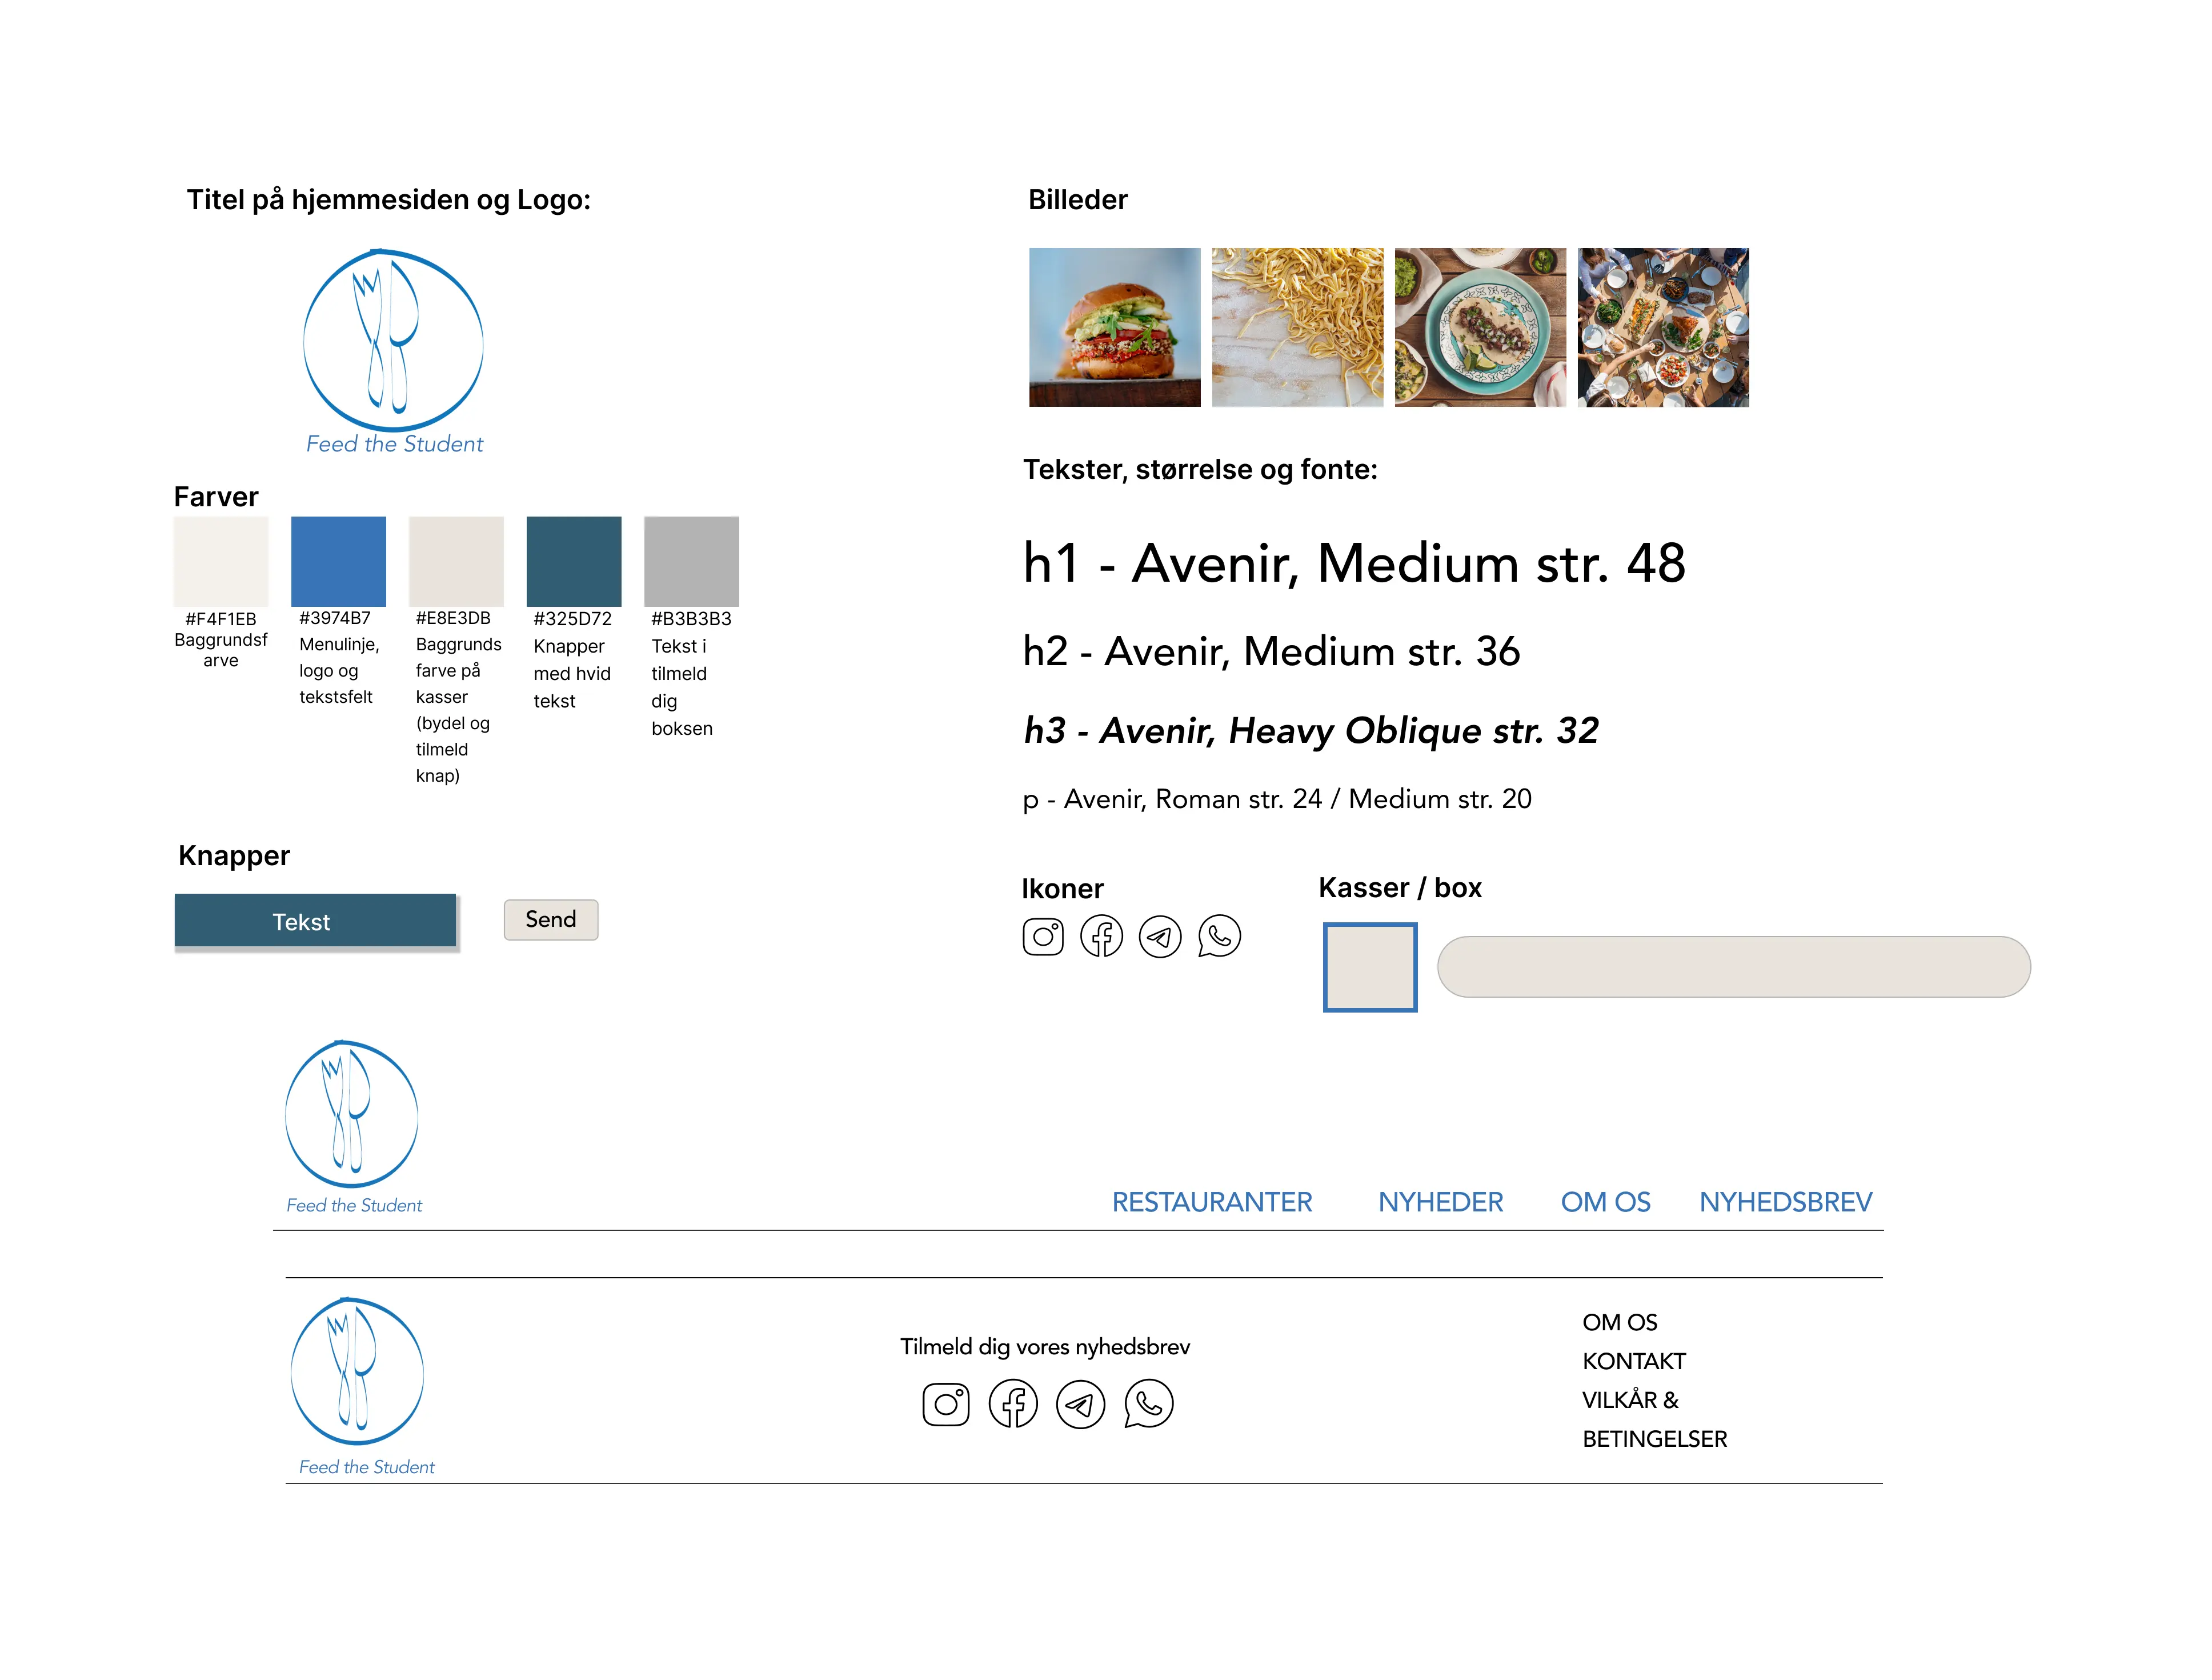 Titel på hjemmesiden og Logo:
Feed the Student
Farver
#F4F1EB
Baggrundsf
arve
#3974B7
Menulinje,
logo og
tekstsfelt
#E8E3DB
Baggrunds
farve på
kasser
(bydel og
tilmeld
knap)
#325D72
Knapper
med hvid
tekst
#B3B3B3
Tekst i
tilmeld
dig
boksen
Knapper
Tekst
Send
Billeder
Tekster, størrelse og fonte:
h1 - Avenir, Medium str. 48
h2 - Avenir, Medium str. 36
h3 - Avenir, Heavy Oblique str. 32
p - Avenir, Roman str. 24 / Medium str. 20
Ikoner
Kasser / box
Feed the Student
RESTAURANTER
NYHEDER
OM OS
NYHEDSBREV
Feed the Student
Tilmeld dig vores nyhedsbrev
OM OS
KONTAKT
VILKÅR &
BETINGELSER